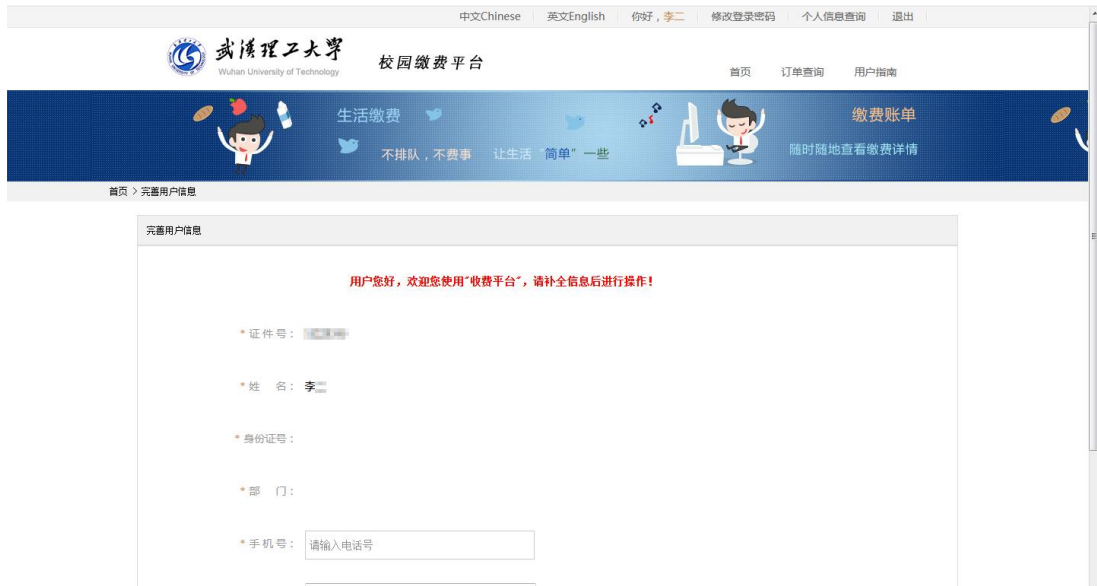 中文Chinese 英文English 你好，李二 修改登录密码 个人信息查询 退出
武汉理工大学
Wuhan University of Technology
校园缴费平台
首页 订单查询 用户指南
生活缴费
不排队，不费事 让生活“简单”一些
缴费账单
随时随地查看缴费详情
首页 > 完善用户信息
完善用户信息
用户您好，欢迎您使用"收费平台"，请补全信息后进行操作！
*证件号：
*姓 名：李
*身份证号：
*部 门：
*手机号：请输入电话号